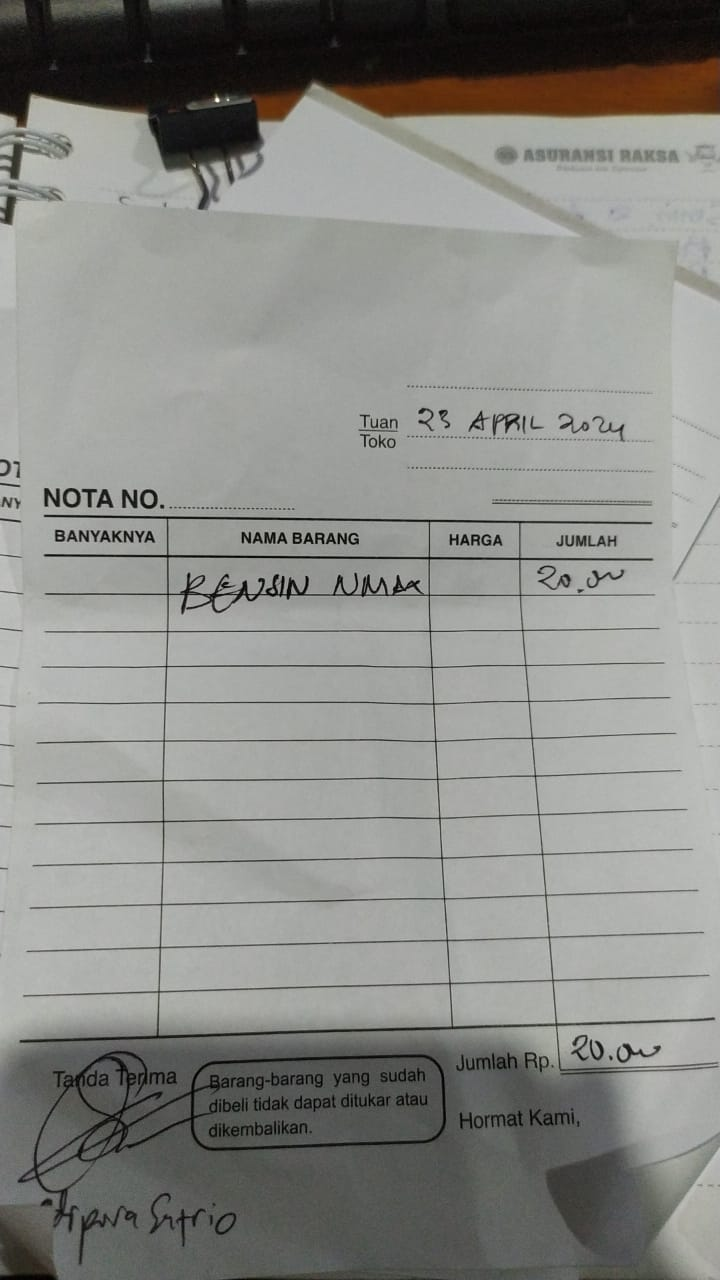 ASURANSI RAKSA
Tuan 23 APRIL 2024
Toko
NOTA NO.
BANYAKNYA NAMA BARANG HARGA JUMLAH
BENSIN NMAX 20.000
Jumlah Rp. 20.000
Tanda Terima
Barang-barang yang sudah
dibeli tidak dapat ditukar atau
dikembalikan.
Hormat Kami,